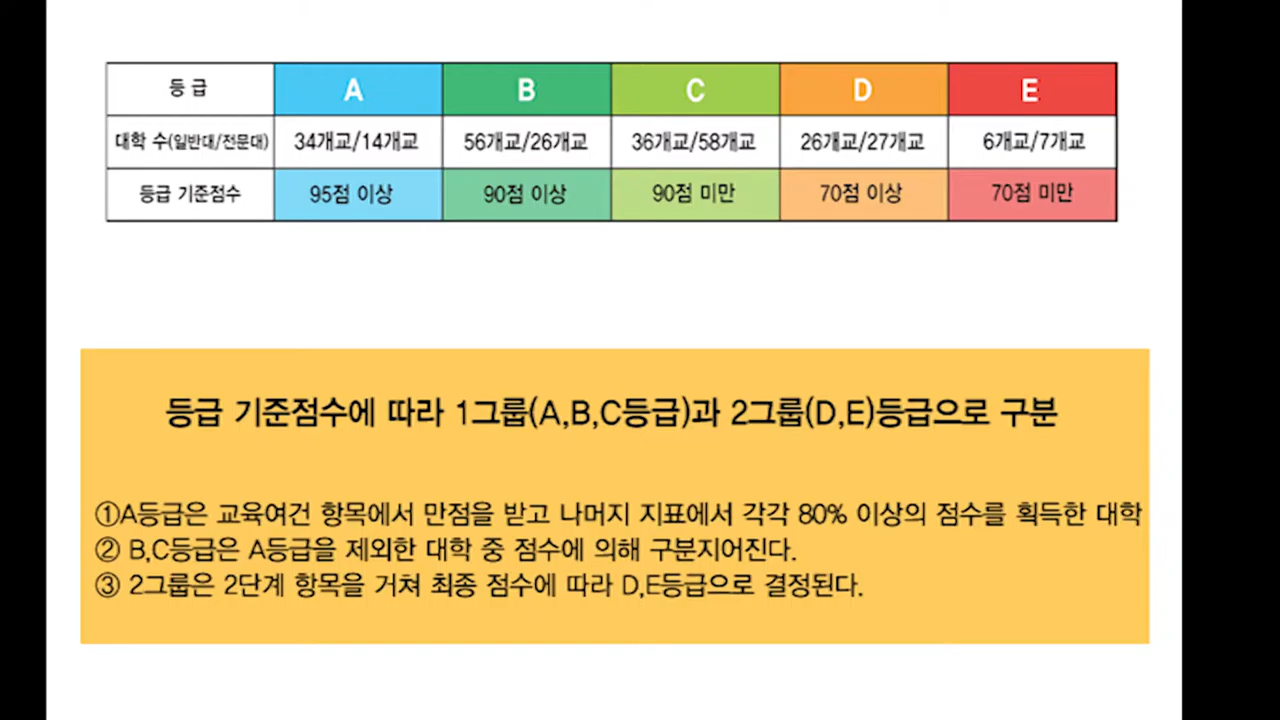 등 급 A B C D E
대학 수(일반대/전문대) 34개교/14개교 56개교/26개교 36개교/58개교 26개교/27개교 6개교/7개교
등급 기준점수 95점 이상 90점 이상 90점 미만 70점 이상 70점 미만
등급 기준점수에 따라 1그룹(A,B,C등급)과 2그룹(D,E)등급으로 구분
①A등급은 교육여건 항목에서 만점을 받고 나머지 지표에서 각각 80% 이상의 점수를 획득한 대학
② B,C등급은 A등급을 제외한 대학 중 점수에 의해 구분지어진다.
③ 2그룹은 2단계 항목을 거쳐 최종 점수에 따라 D,E등급으로 결정된다.